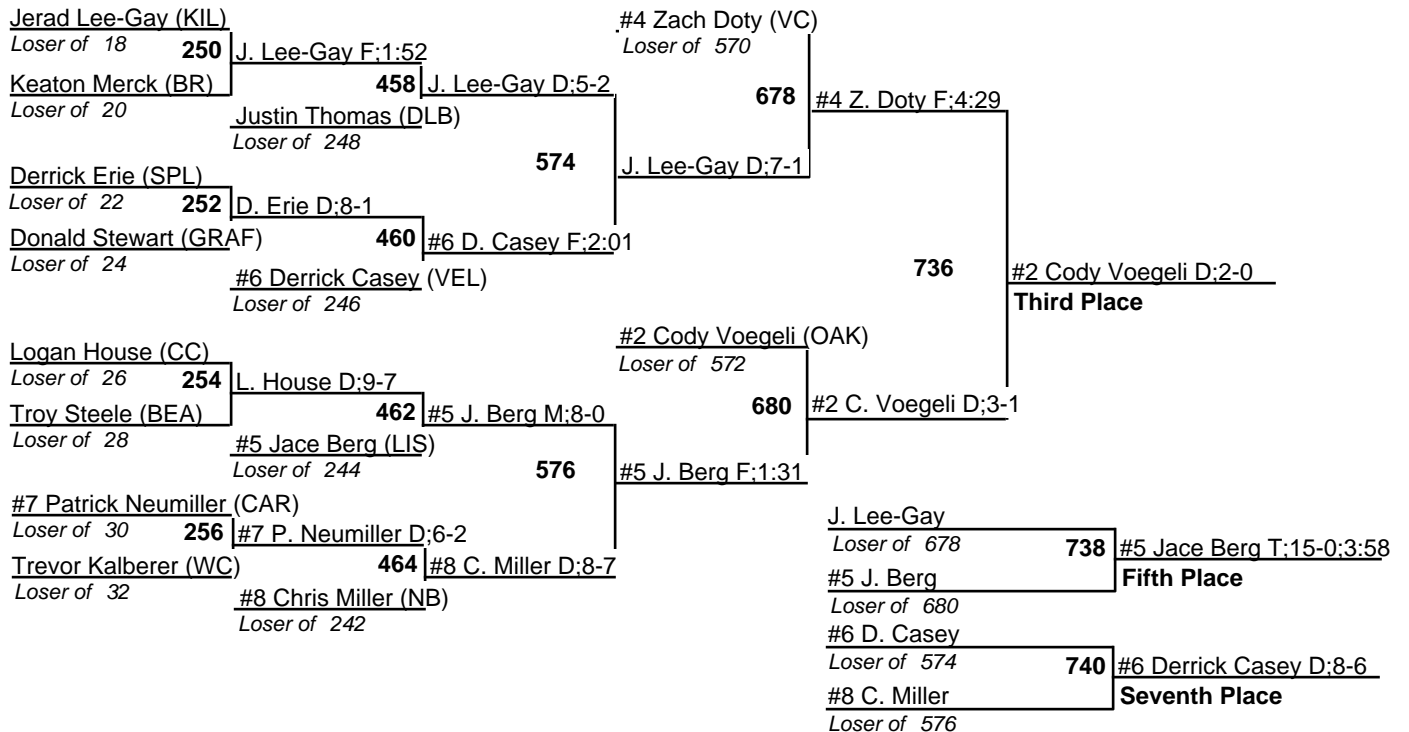 Jerad Lee-Gay (KIL)
Loser of 18
250
J. Lee-Gay F;1:52
Keaton Merck (BR)
Loser of 20
458
J. Lee-Gay D;5-2
Justin Thomas (DLB)
Loser of 248
574
J. Lee-Gay D;7-1
Derrick Erie (SPL)
Loser of 22
252
D. Erie D;8-1
Donald Stewart (GRAF)
Loser of 24
460
#6 D. Casey F;2:01
#6 Derrick Casey (VEL)
Loser of 246
#4 Zach Doty (VC)
Loser of 570
678
#4 Z. Doty F;4:29
736
#2 Cody Voegeli D;2-0
Third Place
Logan House (CC)
Loser of 26
254
L. House D;9-7
Troy Steele (BEA)
Loser of 28
462
#5 J. Berg M;8-0
#5 Jace Berg (LIS)
Loser of 244
576
#5 J. Berg F;1:31
#7 Patrick Neumiller (CAR)
Loser of 30
256
#7 P. Neumiller D;6-2
Trevor Kalberer (WC)
Loser of 32
464
#8 C. Miller D;8-7
#8 Chris Miller (NB)
Loser of 242
#2 Cody Voegeli (OAK)
Loser of 572
680
#2 C. Voegeli D;3-1
J. Lee-Gay
Loser of 678
738
#5 Jace Berg T;15-0;3:58
#5 J. Berg
Fifth Place
Loser of 680
#6 D. Casey
Loser of 574
740
#6 Derrick Casey D;8-6
#8 C. Miller
Seventh Place
Loser of 576